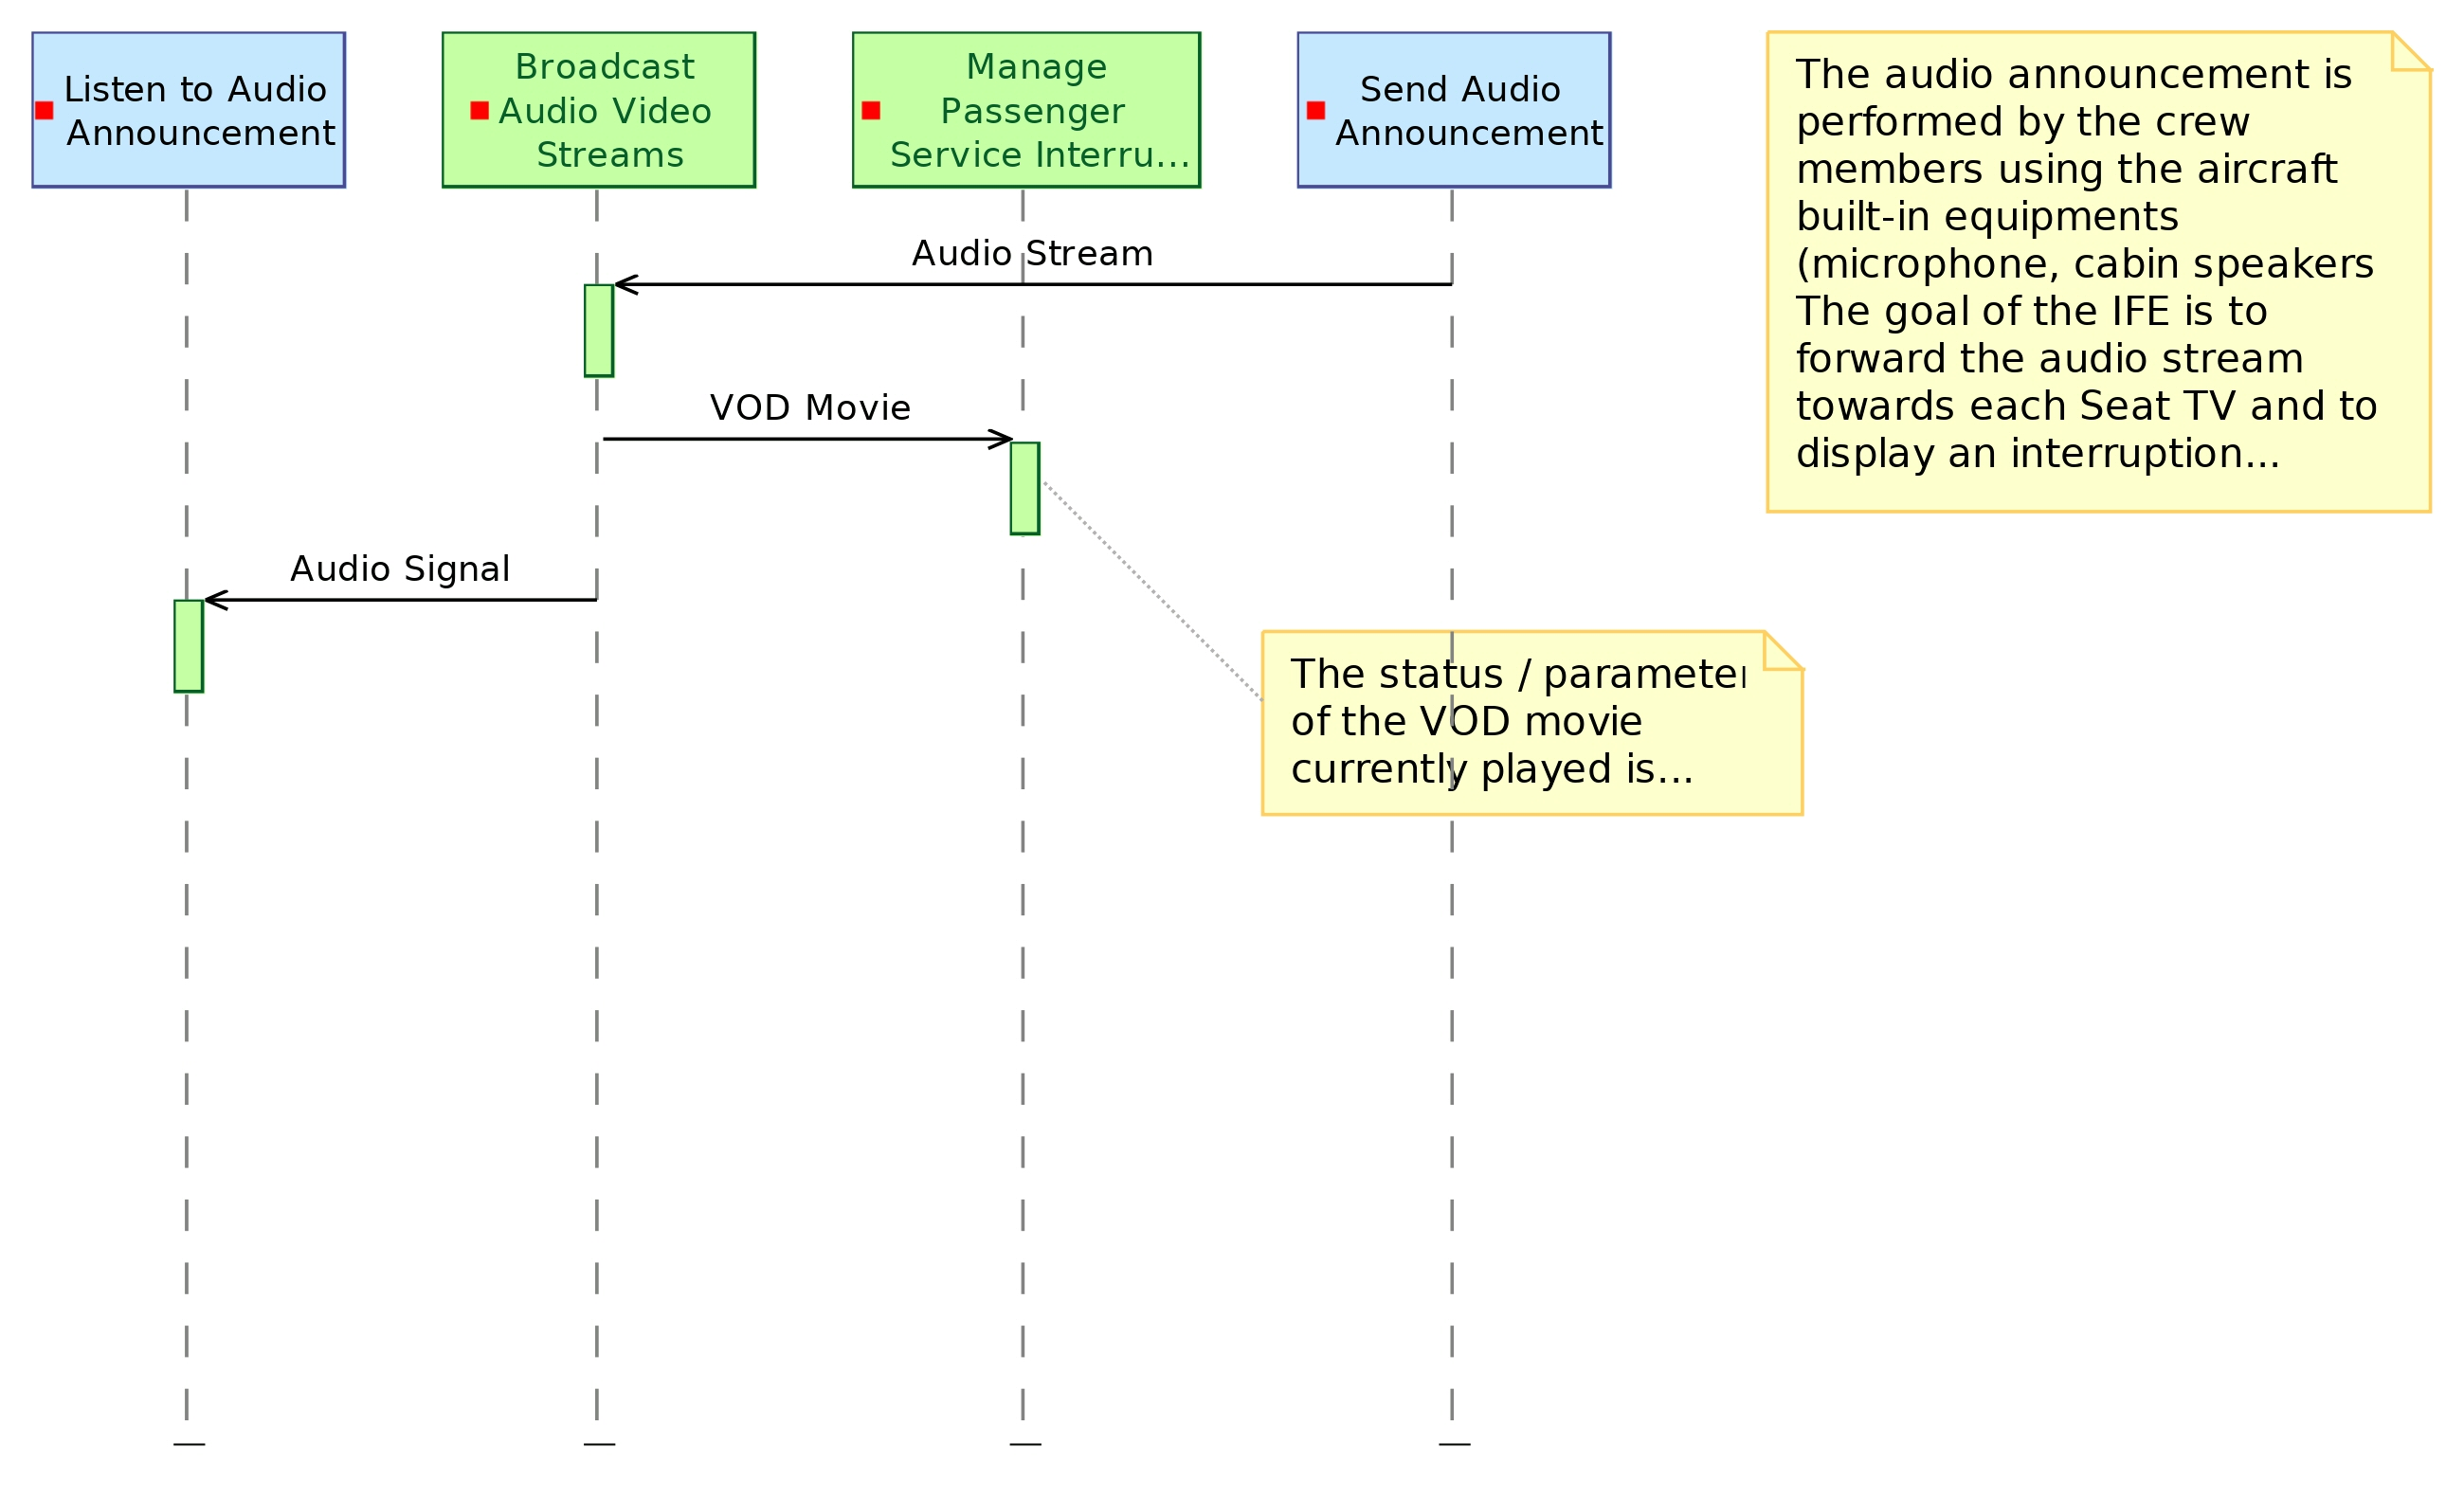 Listen to Audio
Announcement
Broadcast
Audio Video
Streams
Manage
Passenger
Service Interru...
Send Audio
Announcement
The audio announcement is
performed by the crew
members using the aircraft
built-in equipments
(microphone, cabin speakers
The goal of the IFE is to
forward the audio stream
towards each Seat TV and to
display an interruption...
Audio Stream
VOD Movie
Audio Signal
The status / parameter
of the VOD movie
currently played is...